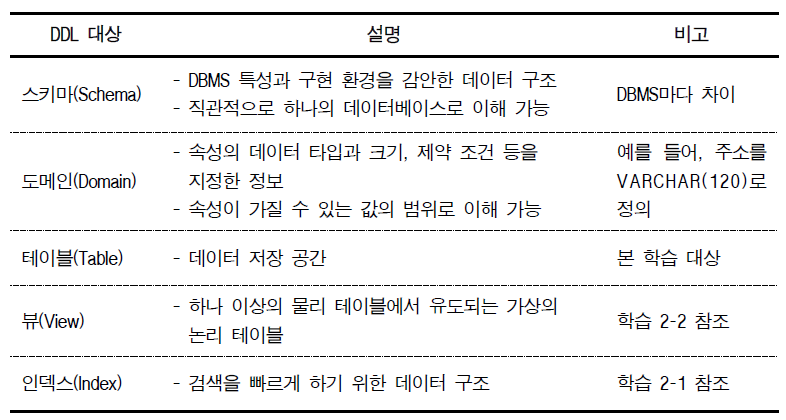 DDL 대상 설명 비고
스키마(Schema) - DBMS 특성과 구현 환경을 감안한 데이터 구조
- 직관적으로 하나의 데이터베이스로 이해 가능 DBMS마다 차이
도메인(Domain) - 속성의 데이터 타입과 크기, 제약 조건 등을
지정한 정보
- 속성이 가질 수 있는 값의 범위로 이해 가능
예를 들어, 주소를
VARCHAR(120)로
정의
테이블(Table) - 데이터 저장 공간 본 학습 대상
뷰(View) - 하나 이상의 물리 테이블에서 유도되는 가상의
논리 테이블 학습 2-2 참조
인덱스(Index) - 검색을 빠르게 하기 위한 데이터 구조 학습 2-1 참조